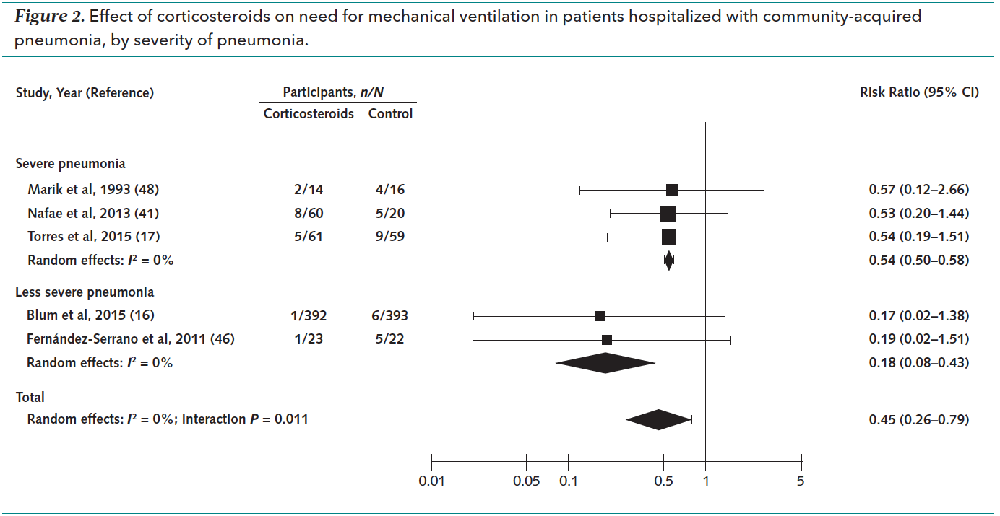 Figure 2. Effect of corticosteroids on need for mechanical ventilation in patients hospitalized with community-acquired
pneumonia, by severity of pneumonia.
Study, Year (Reference) Participants, n/N Risk Ratio (95% CI)
Corticosteroids Control
Severe pneumonia
Marik et al, 1993 (48) 2/14 4/16 0.57 (0.12–2.66)
Nafae et al, 2013 (41) 8/60 5/20 0.53 (0.20–1.44)
Torres et al, 2015 (17) 5/61 9/59 0.54 (0.19–1.51)
Random effects: I² = 0% 0.54 (0.50–0.58)
Less severe pneumonia
Blum et al, 2015 (16) 1/392 6/393 0.17 (0.02–1.38)
Fernández-Serrano et al, 2011 (46) 1/23 5/22 0.19 (0.02–1.51)
Random effects: I² = 0% 0.18 (0.08–0.43)
Total
Random effects: I² = 0%; interaction P = 0.011 0.45 (0.26–0.79)
0.01 0.05 0.1 0.5 1 5